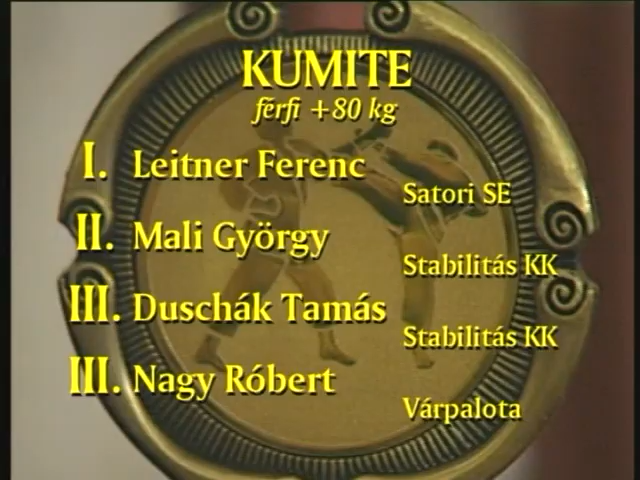 KUMITE
férfi +80 kg
I. Leitner Ferenc
Satori SE
II. Mali György
Stabilitás KK
III. Duschák Tamás
Stabilitás KK
III. Nagy Róbert
Várpalota